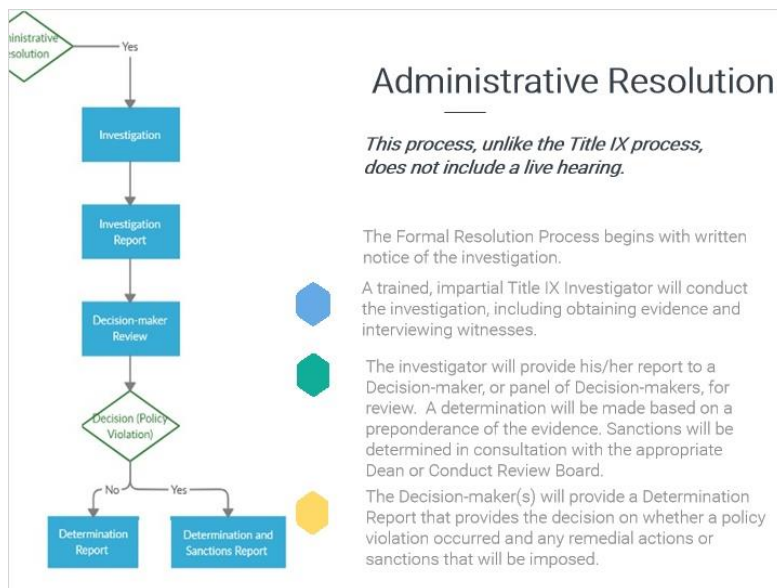 ninistrative
esolution
Yes
Investigation
Investigation
Report
Decision-maker
Review
Decision (Policy
Violation)
No
Yes
Determination
Report
Determination and
Sanctions Report
Administrative Resolution
This process, unlike the Title IX process,
does not include a live hearing.
The Formal Resolution Process begins with written
notice of the investigation.
A trained, impartial Title IX Investigator will conduct
the investigation, including obtaining evidence and
interviewing witnesses.
The investigator will provide his/her report to a
Decision-maker, or panel of Decision-makers, for
review. A determination will be made based on a
preponderance of the evidence. Sanctions will be
determined in consultation with the appropriate
Dean or Conduct Review Board.
The Decision-maker(s) will provide a Determination
Report that provides the decision on whether a policy
violation occurred and any remedial actions or
sanctions that will be imposed.